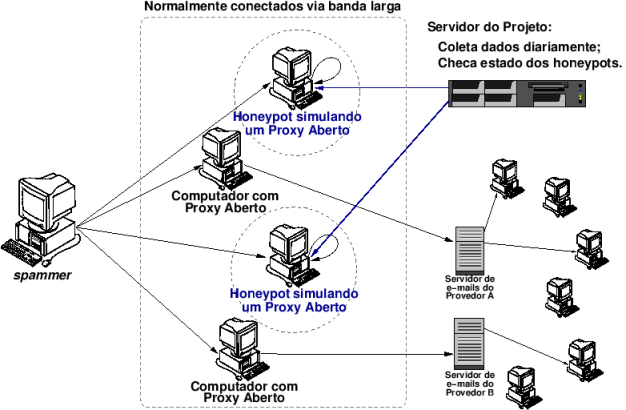 Normalmente conectados via banda larga
Servidor do Projeto:
Coleta dados diariamente;
Checa estado dos honeypots.
Honeypot simulando
um Proxy Aberto
Computador com
Proxy Aberto
spammer
Honeypot simulando
um Proxy Aberto
Servidor de
e-mails do
Provedor A
Computador com
Proxy Aberto
Servidor de
e-mails do
Provedor B